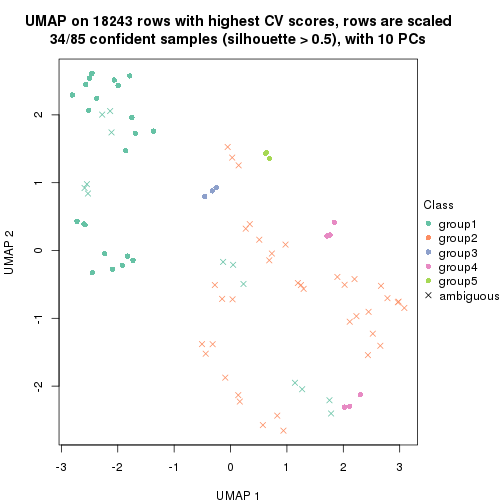 UMAP on 18243 rows with highest CV scores, rows are scaled
34/85 confident samples (silhouette > 0.5), with 10 PCs
2
1
0
-1
-2
UMAP 2
-3
-2
-1
0
1
2
3
UMAP 1
Class
group1
group2
group3
group4
group5
ambiguous